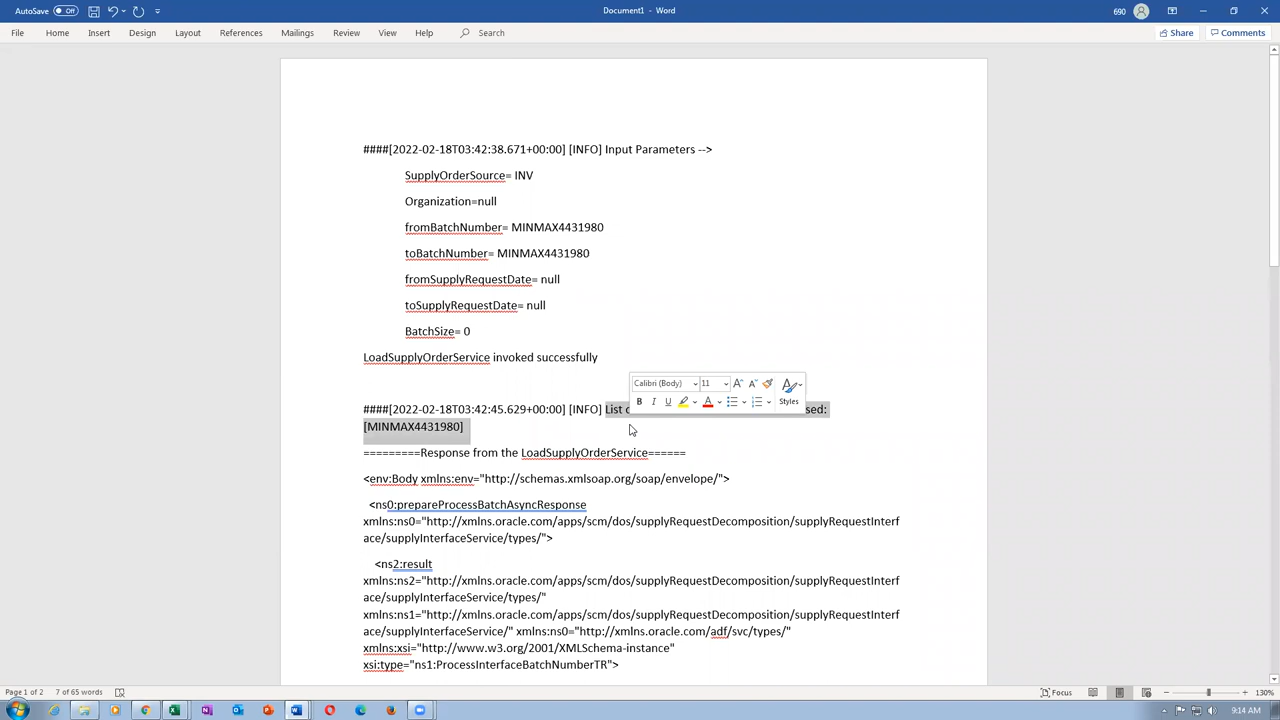 AutoSave Off
Document1 - Word
690
File Home Insert Design Layout References Mailings Review View Help Search
Share Comments
####[2022-02-18T03:42:38.671+00:00] [INFO] Input Parameters -->
SupplyOrderSource= INV
Organization=null
fromBatchNumber= MINMAX4431980
toBatchNumber= MINMAX4431980
fromSupplyRequestDate= null
toSupplyRequestDate= null
BatchSize= 0
LoadSupplyOrderService invoked successfully
Calibri (Body) 11
B I U A Styles
####[2022-02-18T03:42:45.629+00:00] [INFO] List sed:
[MINMAX4431980]
=========Response from the LoadSupplyOrderService======
<env:Body xmlns:env="http://schemas.xmlsoap.org/soap/envelope/">
<ns0:prepareProcessBatchAsyncResponse
xmlns:ns0="http://xmlns.oracle.com/apps/scm/dos/supplyRequestDecomposition/supplyRequestInterf
ace/supplyInterfaceService/types/">
<ns2:result
xmlns:ns2="http://xmlns.oracle.com/apps/scm/dos/supplyRequestDecomposition/supplyRequestInterf
ace/supplyInterfaceService/types/"
xmlns:ns1="http://xmlns.oracle.com/apps/scm/dos/supplyRequestDecomposition/supplyRequestInterf
ace/supplyInterfaceService/" xmlns:ns0="http://xmlns.oracle.com/adf/svc/types/"
xmlns:xsi="http://www.w3.org/2001/XMLSchema-instance"
xsi:type="ns1:ProcessInterfaceBatchNumberTR">
Page 1 of 2 7 of 65 words
Focus
130%
9:14 AM